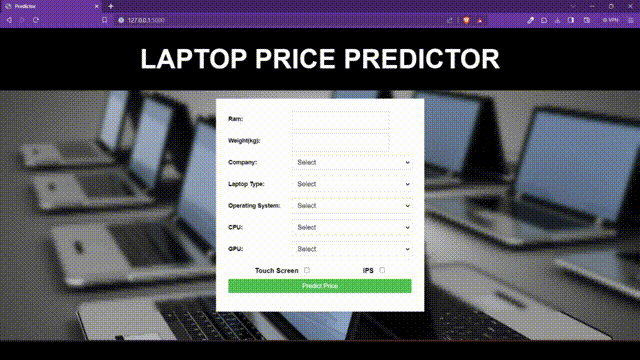 Predictor
127.0.0.1:5000
VPN
LAPTOP PRICE PREDICTOR
Ram:
Weight(kg):
Company: Select
Laptop Type: Select
Operating System: Select
CPU: Select
GPU: Select
Touch Screen IPS
Predict Price